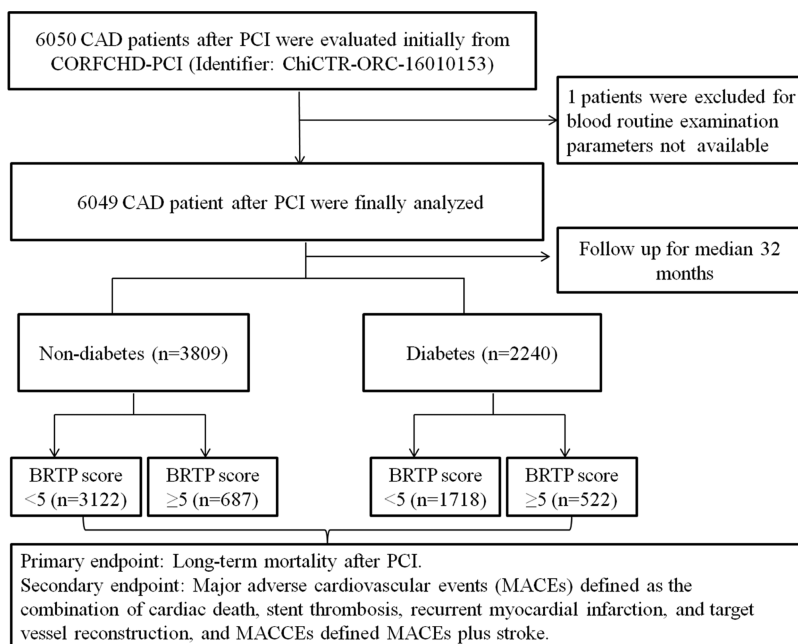 6050 CAD patients after PCI were evaluated initially from
CORFCHD-PCI (Identifier: ChiCTR-ORC-16010153)
1 patients were excluded for
blood routine examination
parameters not available
6049 CAD patient after PCI were finally analyzed
Follow up for median 32
months
Non-diabetes (n=3809)
Diabetes (n=2240)
BRTP score
<5 (n=3122)
BRTP score
≥5 (n=687)
BRTP score
<5 (n=1718)
BRTP score
≥5 (n=522)
Primary endpoint: Long-term mortality after PCI.
Secondary endpoint: Major adverse cardiovascular events (MACEs) defined as the
combination of cardiac death, stent thrombosis, recurrent myocardial infarction, and target
vessel reconstruction, and MACCEs defined MACEs plus stroke.